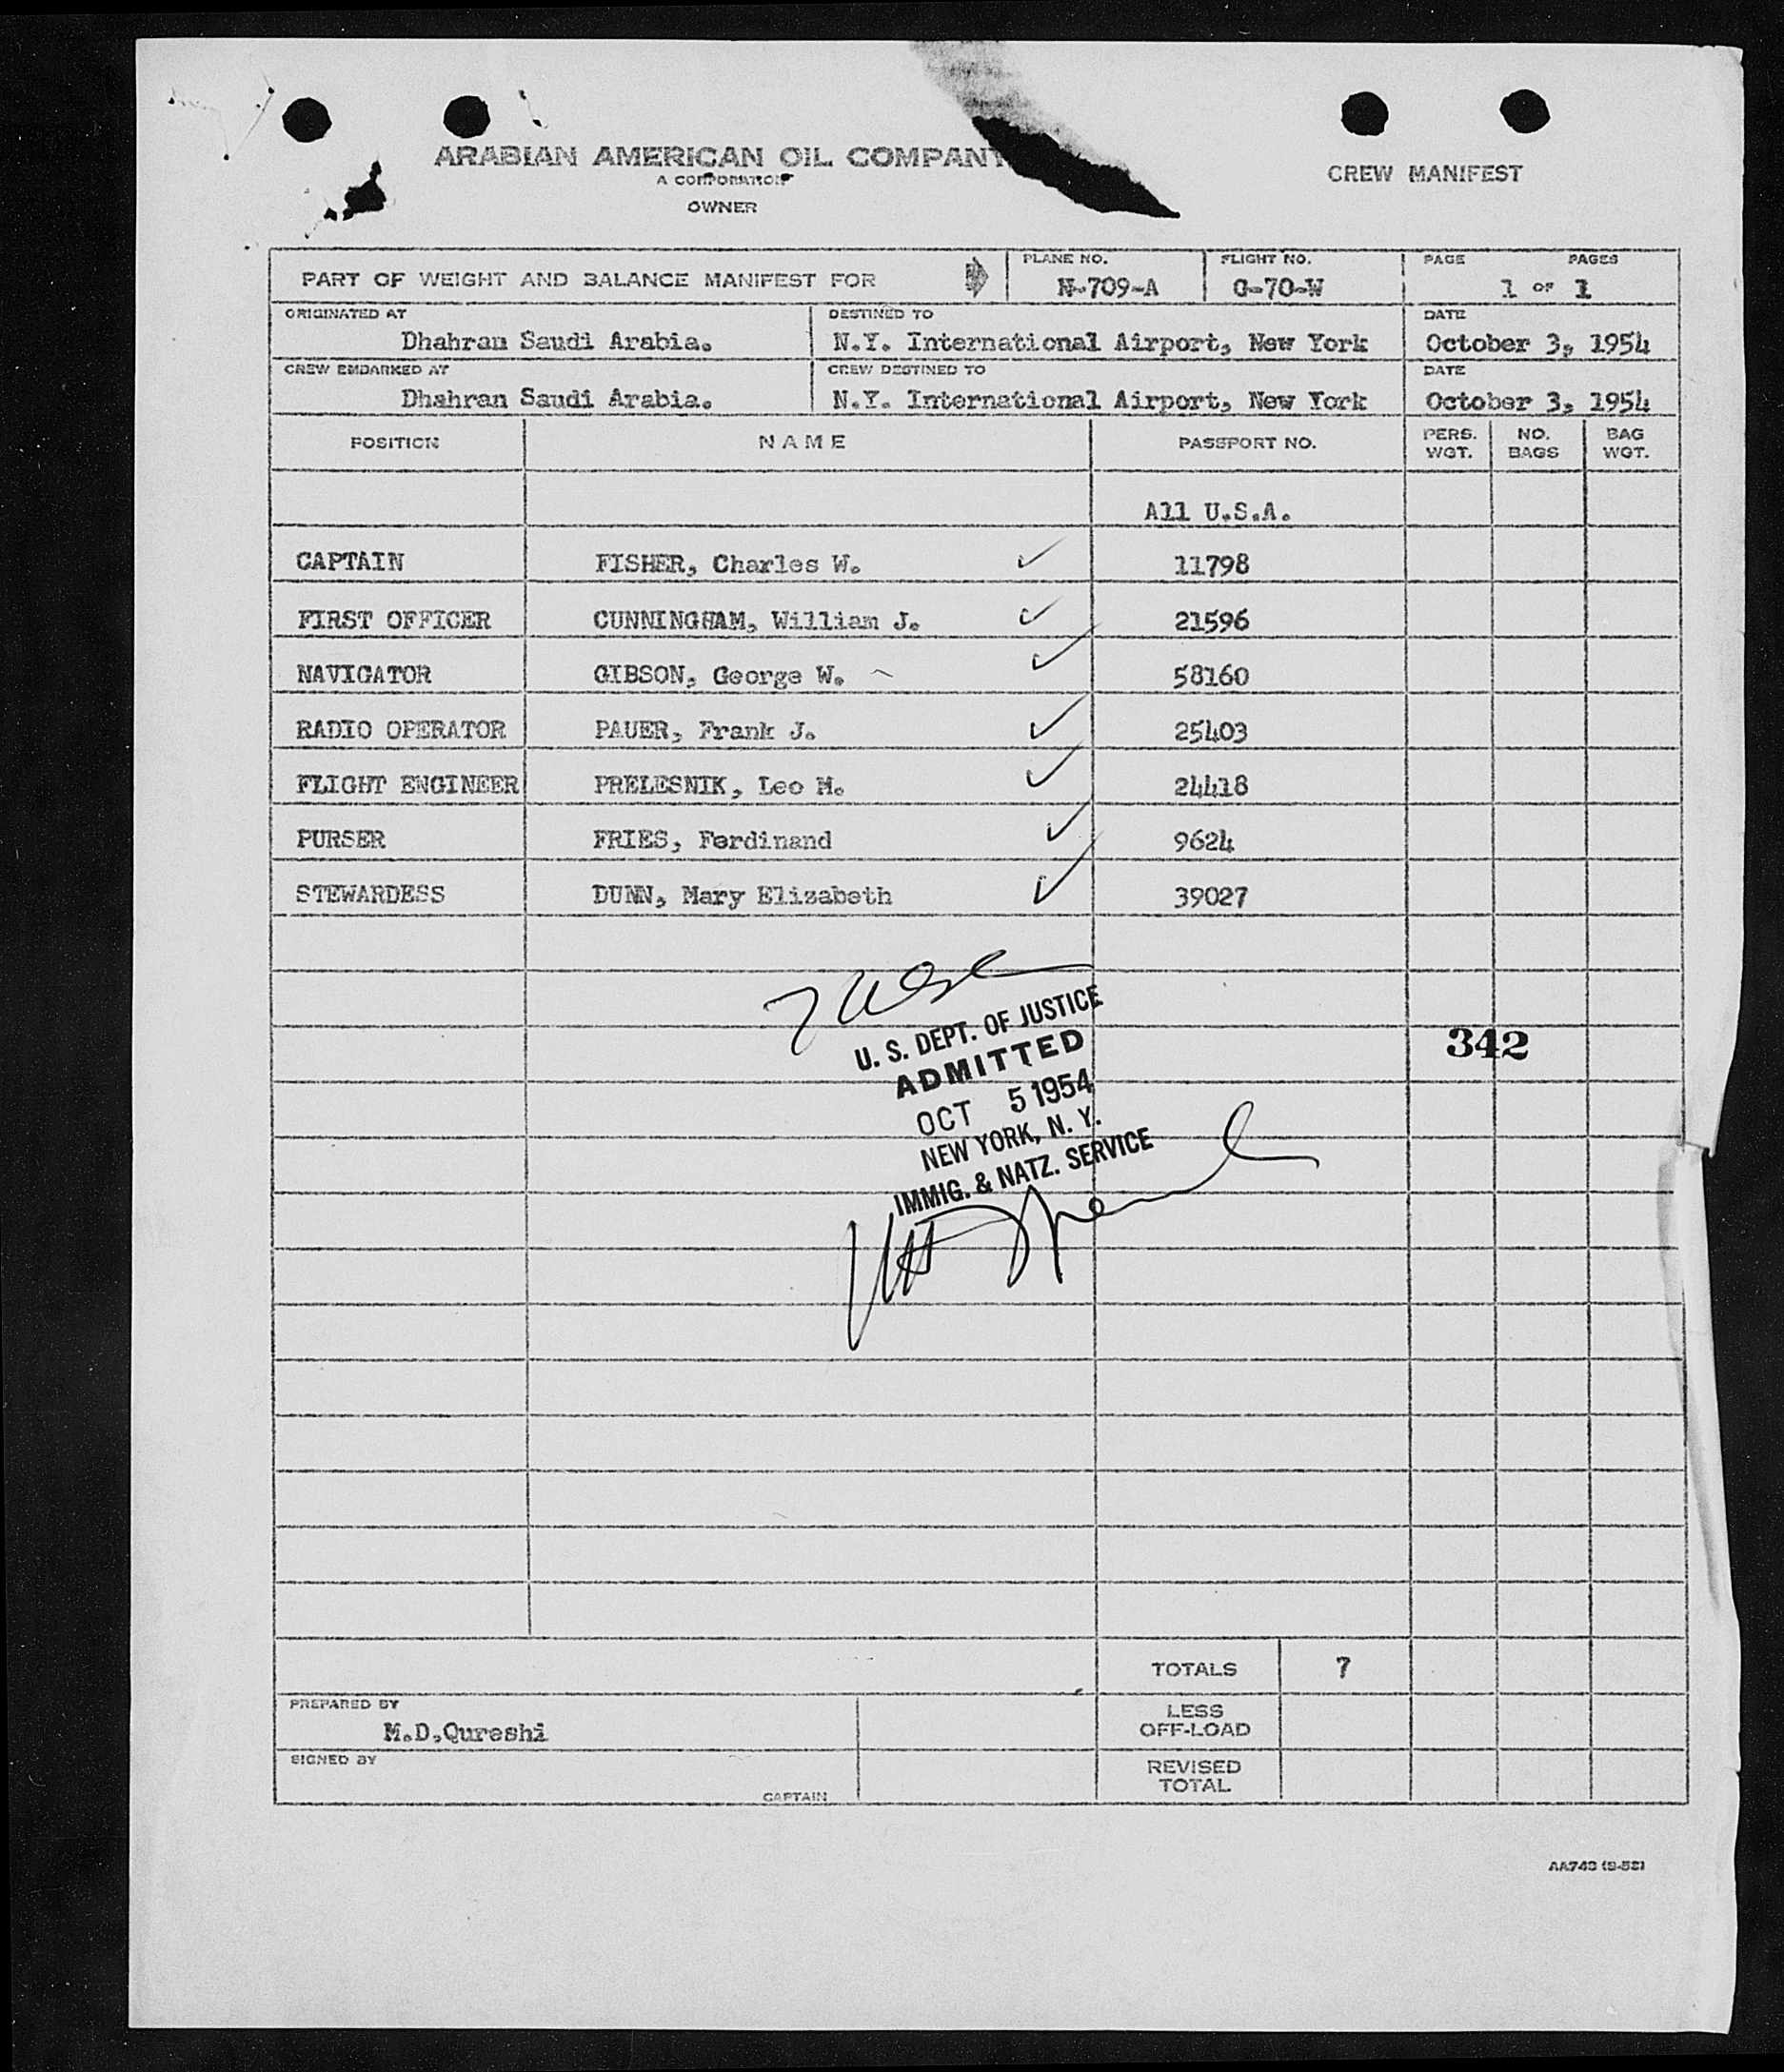 ARABIAN AMERICAN OIL COMPANY
A CORPORATION
OWNER
CREW MANIFEST
PART OF WEIGHT AND BALANCE MANIFEST FOR
PLANE NO.
N-709-A
FLIGHT NO.
G-70-W
PAGE PAGES
1 OF 1
ORIGINATED AT
Dhahran Saudi Arabia.
DESTINED TO
N.Y. International Airport, New York
DATE
October 3, 1954
CREW EMBARKED AT
Dhahran Saudi Arabia.
CREW DESTINED TO
N.Y. International Airport, New York
DATE
October 3, 1954
POSITION NAME PASSPORT NO. PERS. WGT. NO. BAGS BAG WGT.
All U.S.A.
CAPTAIN FISHER, Charles W. 11798
FIRST OFFICER CUNNINGHAM, William J. 21596
NAVIGATOR GIBSON, George W. 58160
RADIO OPERATOR PAUER, Frank J. 25403
FLIGHT ENGINEER PRELESNIK, Leo M. 24418
PURSER FRIES, Ferdinand 9624
STEWARDESS DUNN, Mary Elizabeth 39027
U. S. DEPT. OF JUSTICE
ADMITTED
OCT 5 1954
NEW YORK, N. Y.
IMMIG. & NATZ. SERVICE
342
TOTALS 7
PREPARED BY
M.D.Qureshi
LESS
OFF-LOAD
SIGNED BY
CAPTAIN
REVISED
TOTAL
AA743 (9-52)